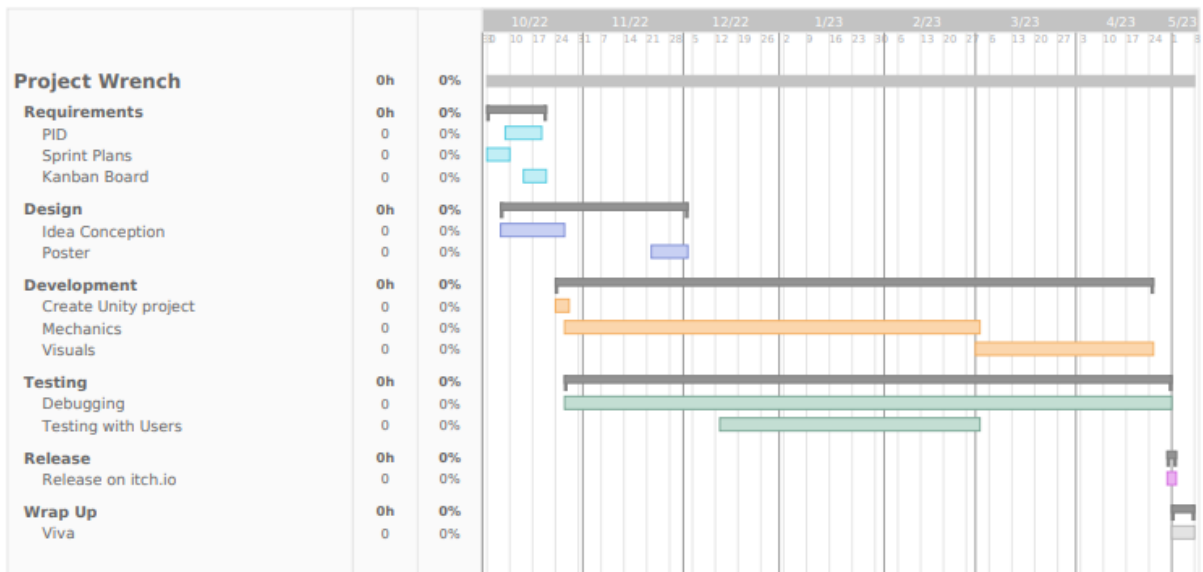 10/22 11/22 12/22 1/23 2/23 3/23 4/23 5/23
10 17 24 31 7 14 21 28 5 12 19 26 2 9 16 23 30 6 13 20 27 6 13 20 27 3 10 17 24 1 8
Project Wrench 0h 0%
Requirements 0h 0%
PID 0 0%
Sprint Plans 0 0%
Kanban Board 0 0%
Design 0h 0%
Idea Conception 0 0%
Poster 0 0%
Development 0h 0%
Create Unity project 0 0%
Mechanics 0 0%
Visuals 0 0%
Testing 0h 0%
Debugging 0 0%
Testing with Users 0 0%
Release 0h 0%
Release on itch.io 0 0%
Wrap Up 0h 0%
Viva 0 0%